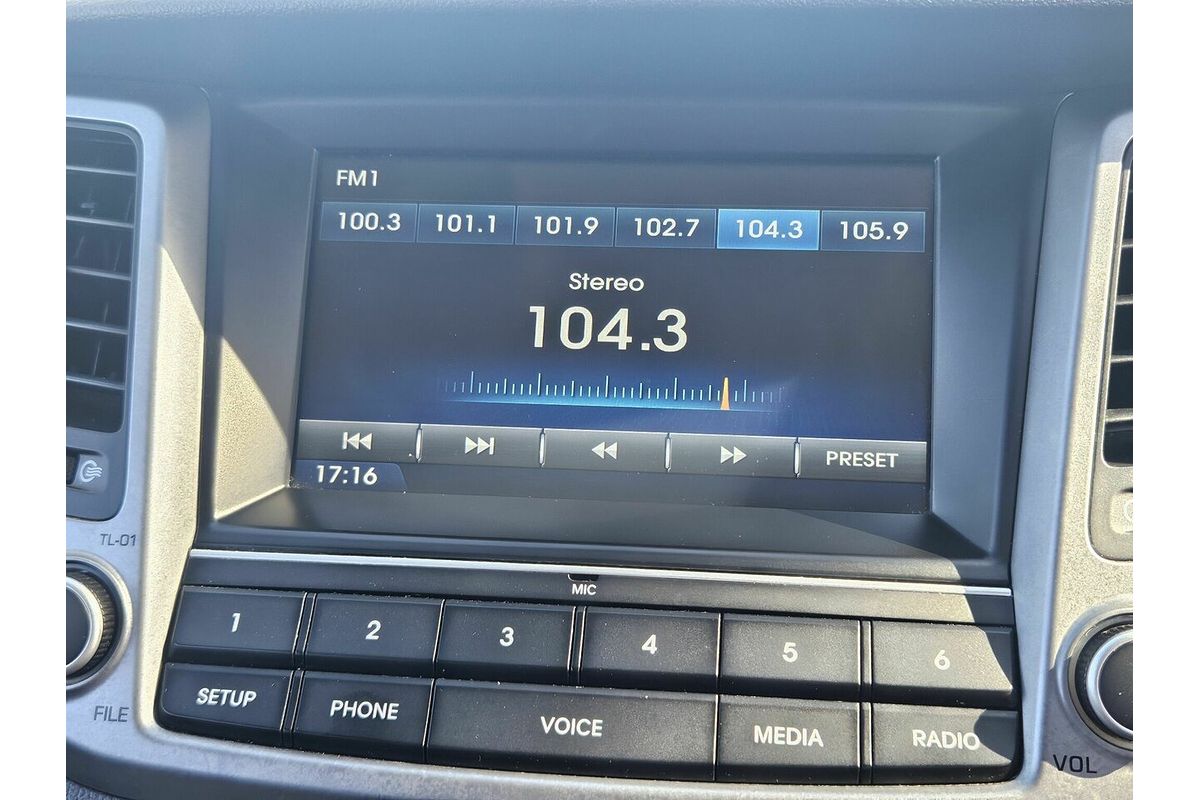 FM1
100.3 101.1 101.9 102.7 104.3 105.9
Stereo
104.3
PRESET
17:16
TL-01
MIC
1 2 3 4 5 6
SETUP PHONE VOICE MEDIA RADIO
FILE
VOL